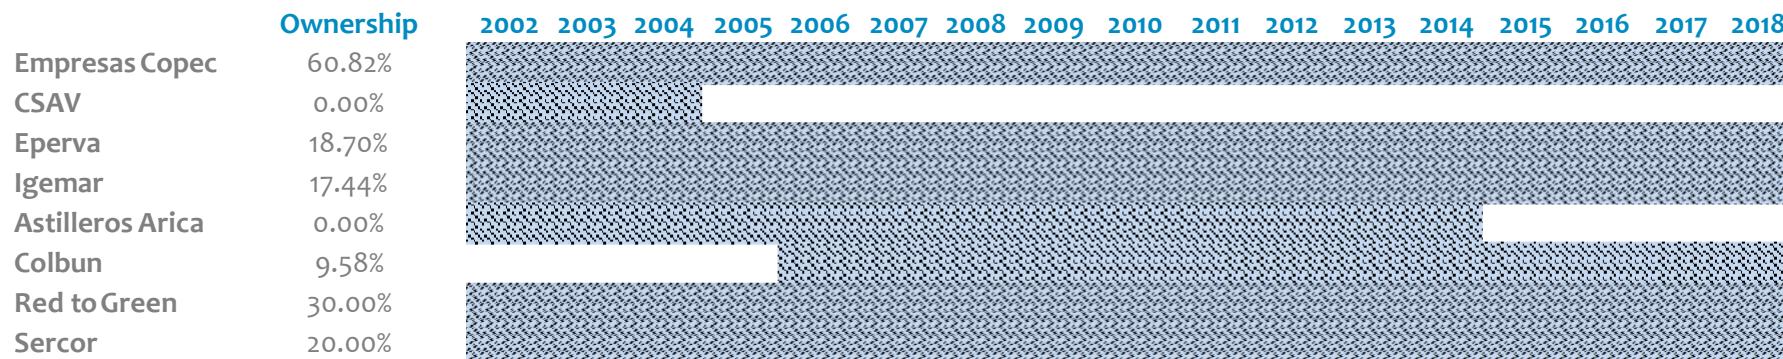 Ownership 2002 2003 2004 2005 2006 2007 2008 2009 2010 2011 2012 2013 2014 2015 2016 2017 2018
Empresas Copec 60.82%
CSAV 0.00%
Eperva 18.70%
Igemar 17.44%
Astilleros Arica 0.00%
Colbun 9.58%
Red to Green 30.00%
Sercor 20.00%